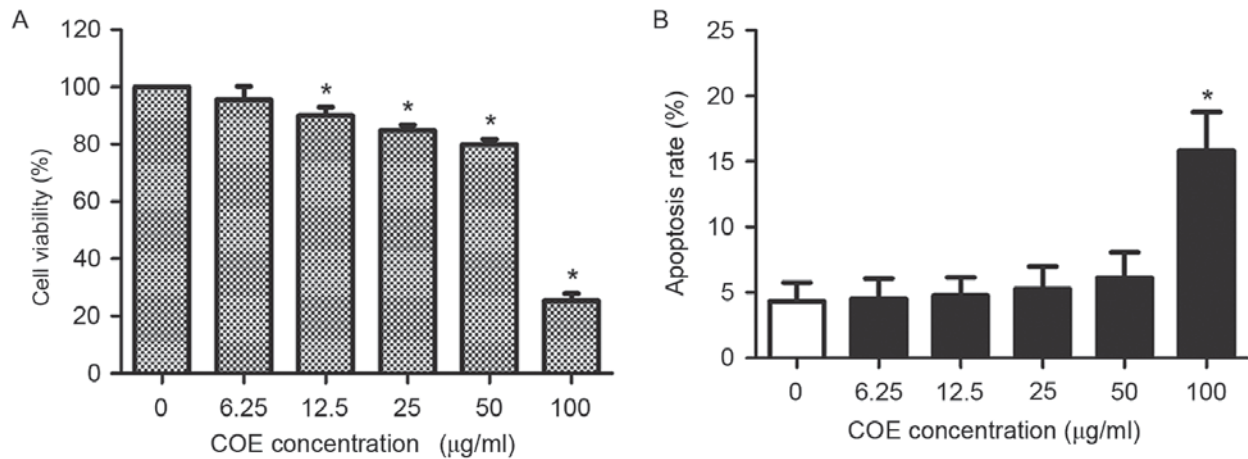 A
Cell viability (%)
120
100
80
60
40
20
0
*
*
*
*
0 6.25 12.5 25 50 100
COE concentration (μg/ml)
B
Apoptosis rate (%)
25
20
15
10
5
0
*
0 6.25 12.5 25 50 100
COE concentration (μg/ml)